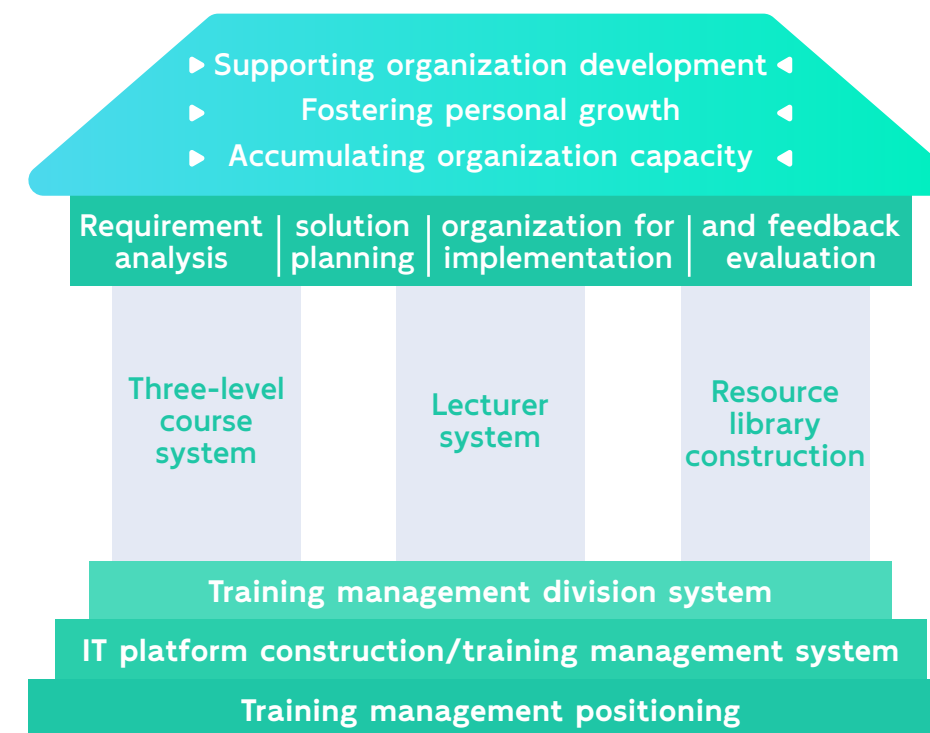 Supporting organization development
Fostering personal growth
Accumulating organization capacity
Requirement
analysis
solution
planning
organization for
implementation
and feedback
evaluation
Three-level
course
system
Lecturer
system
Resource
library
construction
Training management division system
IT platform construction/training management system
Training management positioning